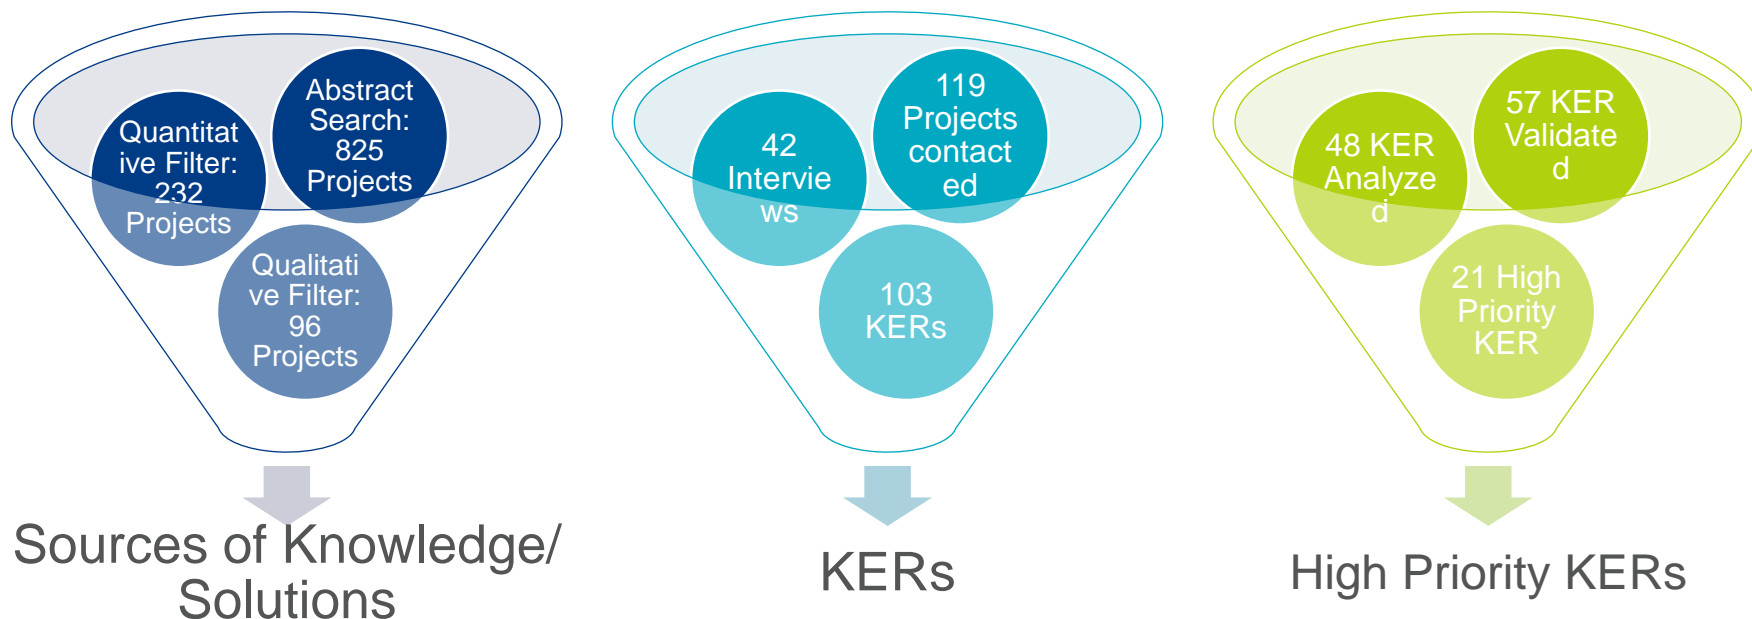 Abstract
Search:
825
Projects
Quantitat
ive Filter:
232
Projects
Qualitati
ve Filter:
96
Projects
Sources of Knowledge/
Solutions
119
Projects
contact
ed
42
Intervie
ws
103
KERs
KERs
57 KER
Validate
d
48 KER
Analyze
d
21 High
Priority
KER
High Priority KERs